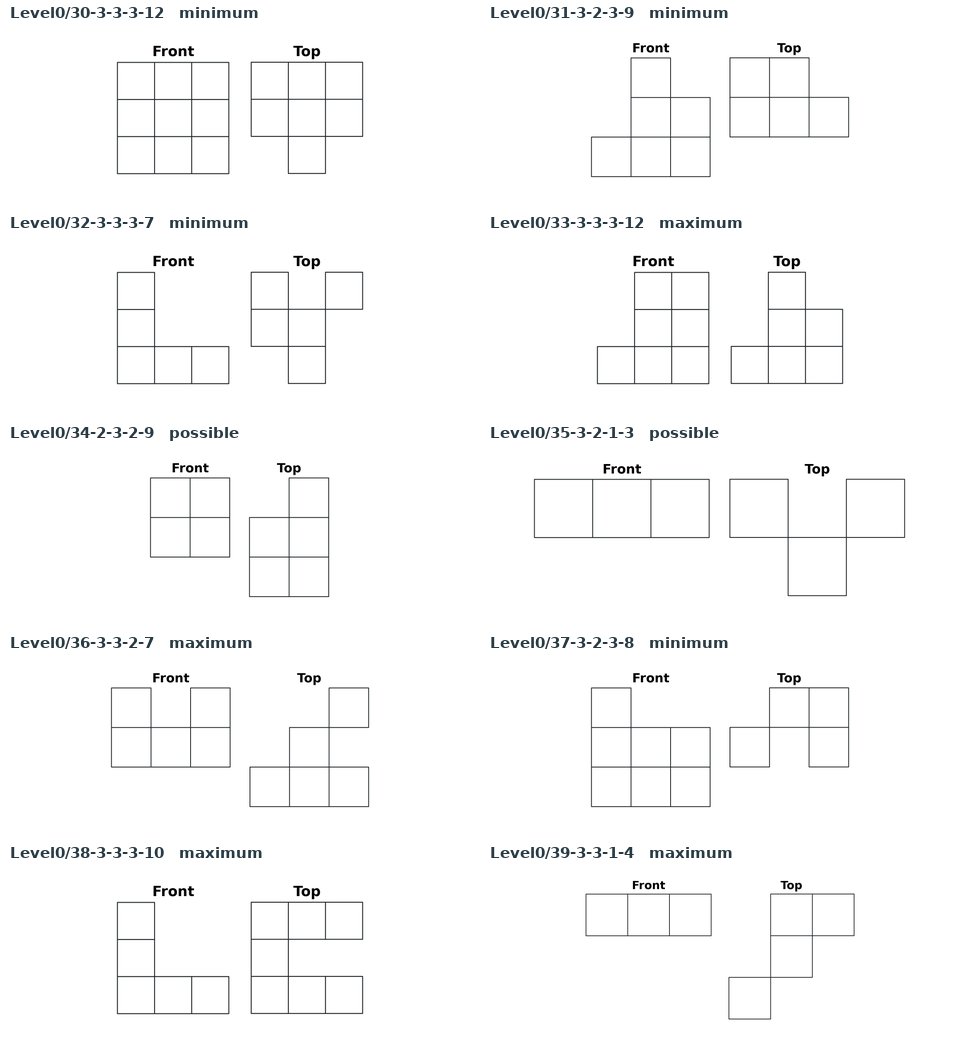 Level0/30-3-3-3-12 minimum
Front Top
Level0/31-3-2-3-9 minimum
Front Top
Level0/32-3-3-3-7 minimum
Front Top
Level0/33-3-3-3-12 maximum
Front Top
Level0/34-2-3-2-9 possible
Front Top
Level0/35-3-2-1-3 possible
Front Top
Level0/36-3-3-2-7 maximum
Front Top
Level0/37-3-2-3-8 minimum
Front Top
Level0/38-3-3-3-10 maximum
Front Top
Level0/39-3-3-1-4 maximum
Front Top